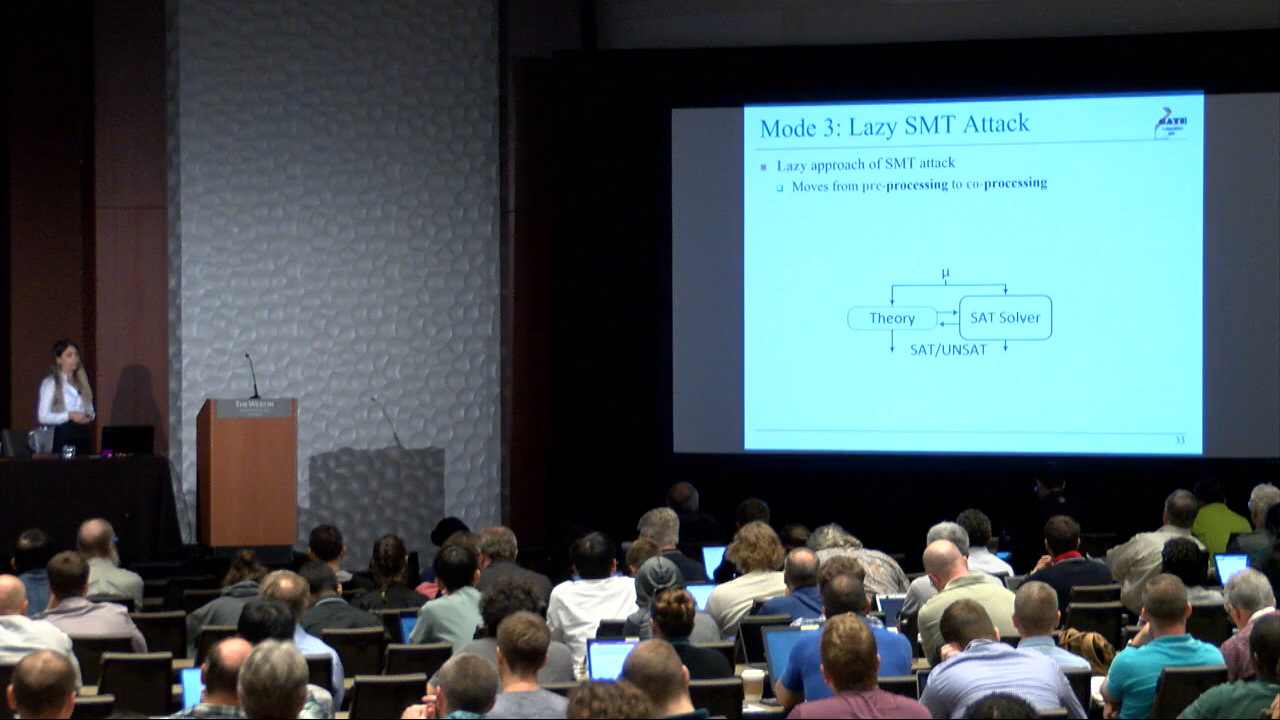 Mode 3: Lazy SMT Attack
Lazy approach of SMT attack
Moves from pre-processing to co-processing
μ
Theory
SAT Solver
SAT/UNSAT
33
THE WESTIN